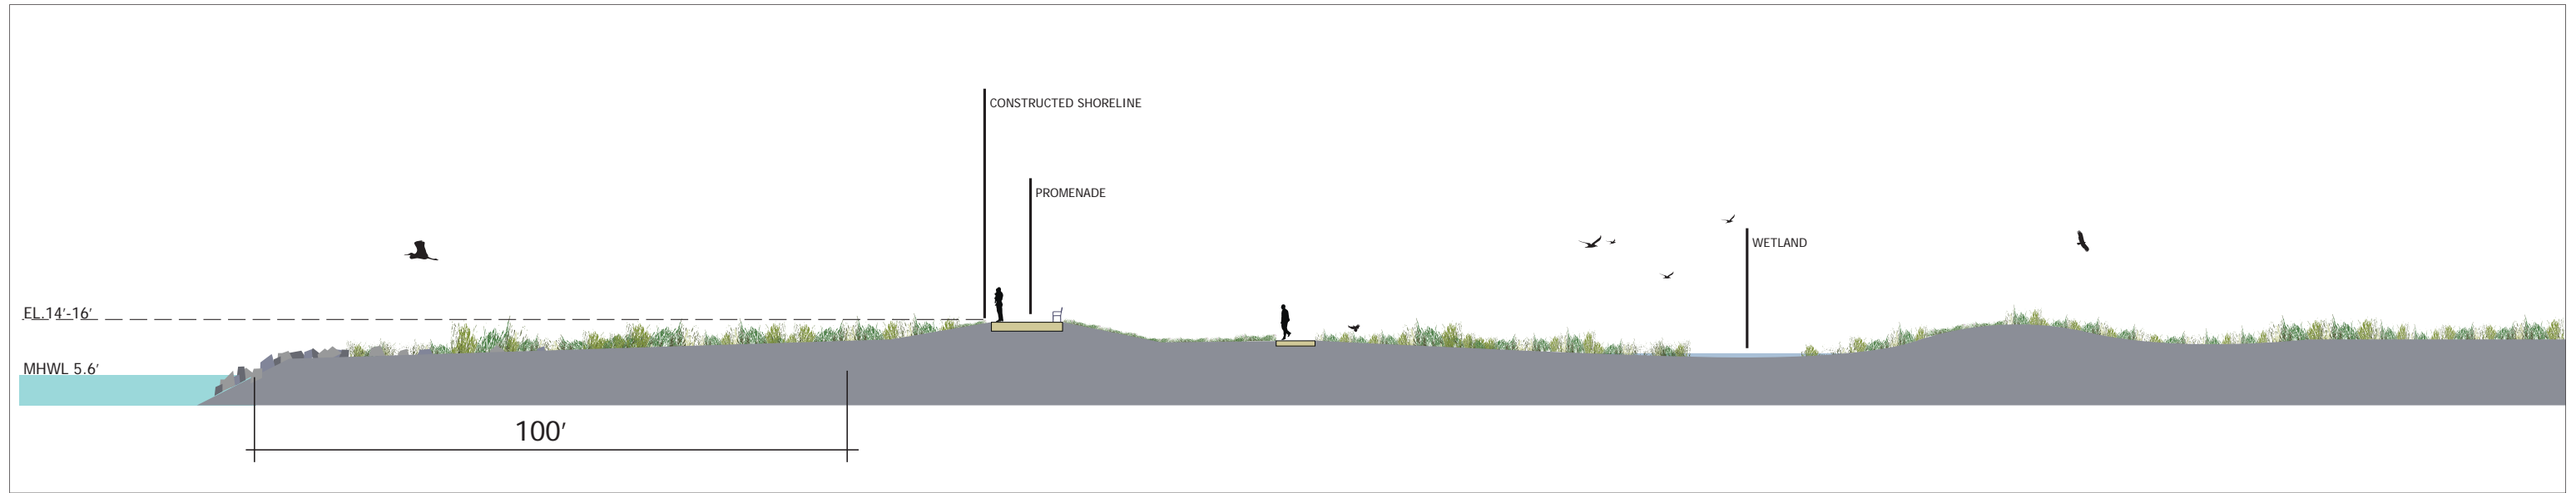 CONSTRUCTED SHORELINE
PROMENADE
WETLAND
EL.14′-16′
MHWL 5.6′
100′